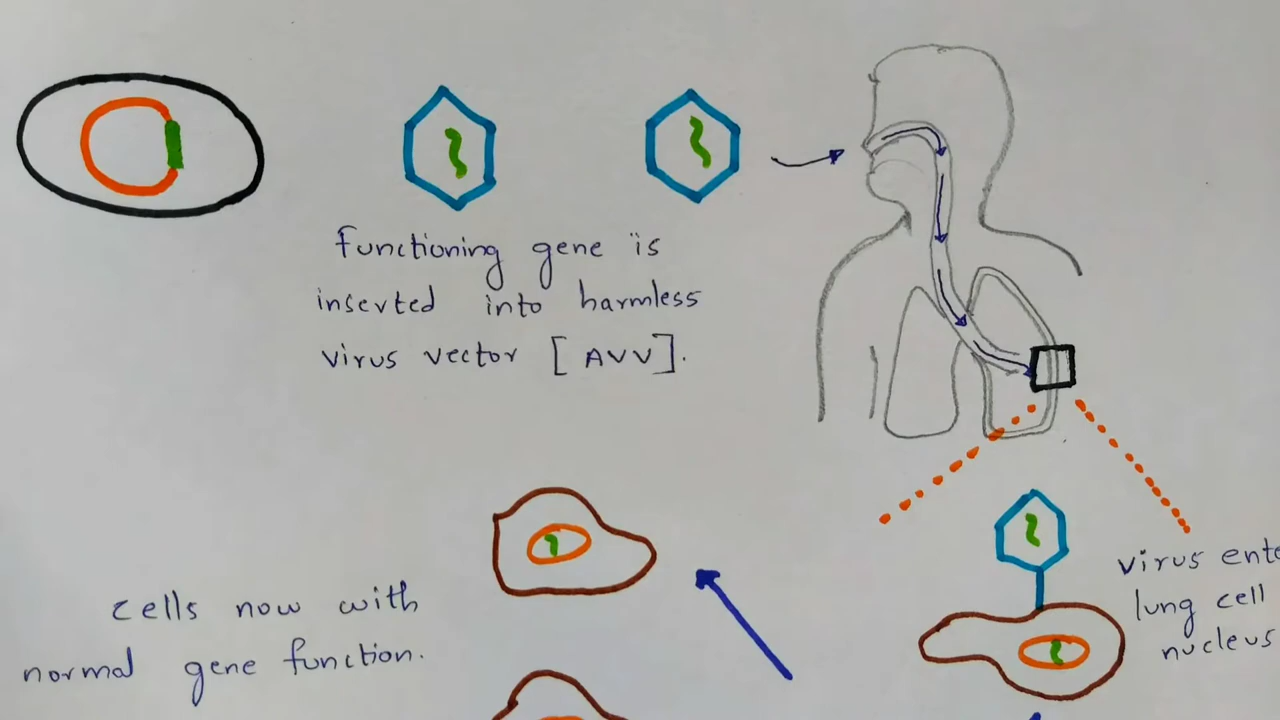 Functioning gene is
inserted into harmless
virus vector [AVV].
virus ente
lung cell
nucleus
cells now with
normal gene function.